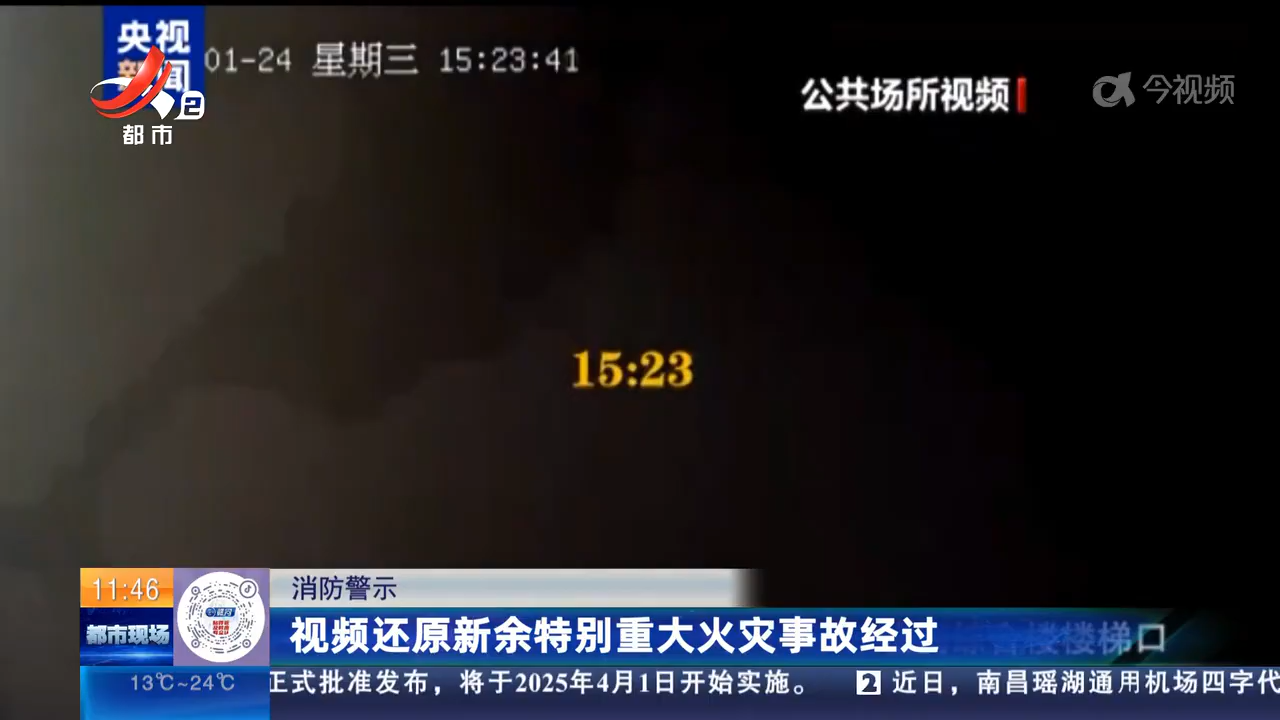 央视
新闻
01-24 星期三 15:23:41
2
都市
公共场所视频
今视频
15:23
11:46
消防警示
都市现场
视频还原新余特别重大火灾事故经过
楼梯口
13℃~24℃
正式批准发布，将于2025年4月1日开始实施。 2 近日，南昌瑶湖通用机场四字代